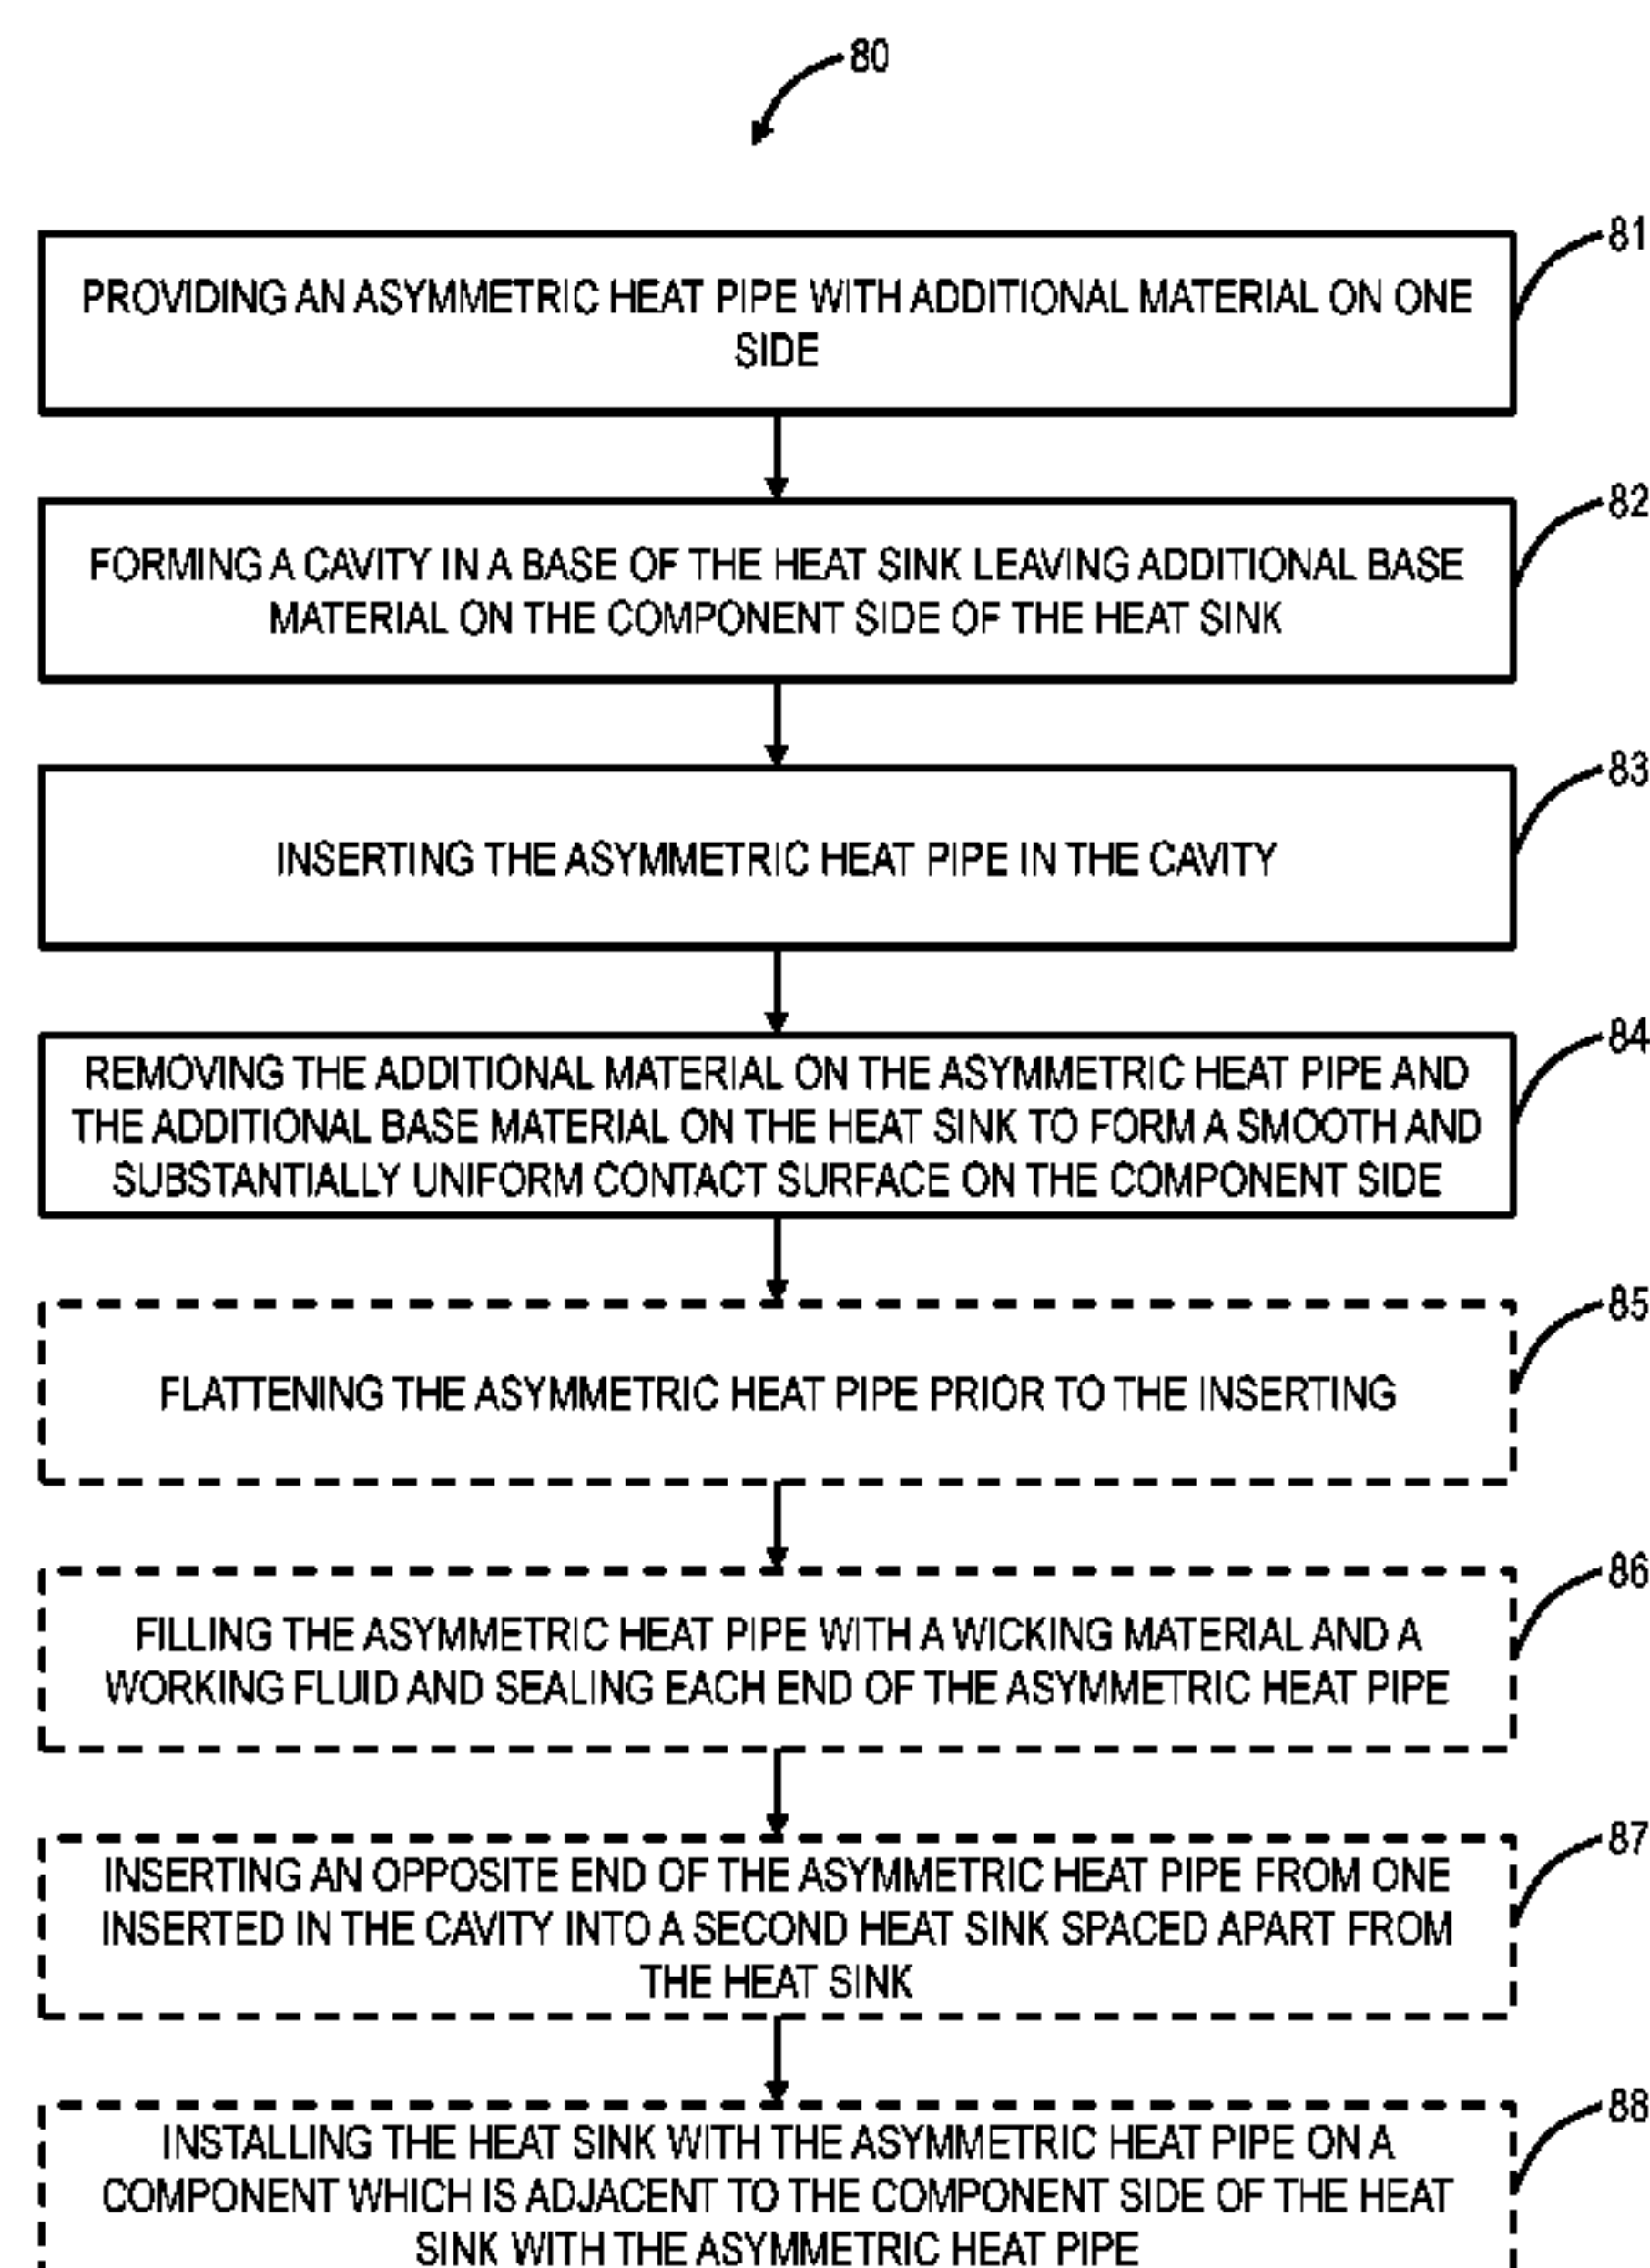 80
81
PROVIDING AN ASYMMETRIC HEAT PIPE WITH ADDITIONAL MATERIAL ON ONE
SIDE
82
FORMING A CAVITY IN A BASE OF THE HEAT SINK LEAVING ADDITIONAL BASE
MATERIAL ON THE COMPONENT SIDE OF THE HEAT SINK
83
INSERTING THE ASYMMETRIC HEAT PIPE IN THE CAVITY
84
REMOVING THE ADDITIONAL MATERIAL ON THE ASYMMETRIC HEAT PIPE AND
THE ADDITIONAL BASE MATERIAL ON THE HEAT SINK TO FORM A SMOOTH AND
SUBSTANTIALLY UNIFORM CONTACT SURFACE ON THE COMPONENT SIDE
85
FLATTENING THE ASYMMETRIC HEAT PIPE PRIOR TO THE INSERTING
86
FILLING THE ASYMMETRIC HEAT PIPE WITH A WICKING MATERIAL AND A
WORKING FLUID AND SEALING EACH END OF THE ASYMMETRIC HEAT PIPE
87
INSERTING AN OPPOSITE END OF THE ASYMMETRIC HEAT PIPE FROM ONE
INSERTED IN THE CAVITY INTO A SECOND HEAT SINK SPACED APART FROM
THE HEAT SINK
88
INSTALLING THE HEAT SINK WITH THE ASYMMETRIC HEAT PIPE ON A
COMPONENT WHICH IS ADJACENT TO THE COMPONENT SIDE OF THE HEAT
SINK WITH THE ASYMMETRIC HEAT PIPE